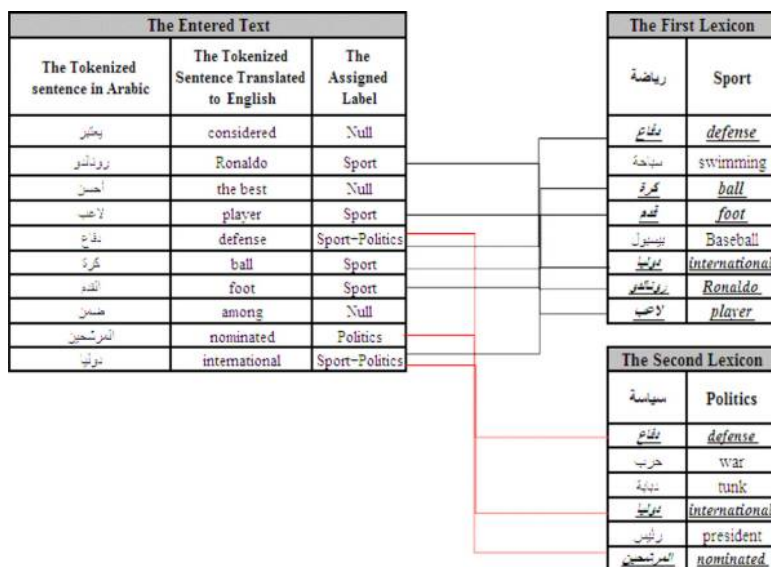 The Entered Text
The Tokenized sentence in Arabic	The Tokenized Sentence Translated to English	The Assigned Label
يعتبر	considered	Null
رونالدو	Ronaldo	Sport
أحسن	the best	Null
لاعب	player	Sport
دفاع	defense	Sport-Politics
كرة	ball	Sport
القدم	foot	Sport
ضمن	among	Null
المرشحين	nominated	Politics
دوليا	international	Sport-Politics
The First Lexicon
رياضة	Sport
دفاع	defense
سباحة	swimming
كرة	ball
قدم	foot
بيسبول	Baseball
دوليا	international
رونالدو	Ronaldo
لاعب	player
The Second Lexicon
سياسة	Politics
دفاع	defense
حرب	war
دبابة	tunk
دوليا	international
رئيس	president
المرشحين	nominated